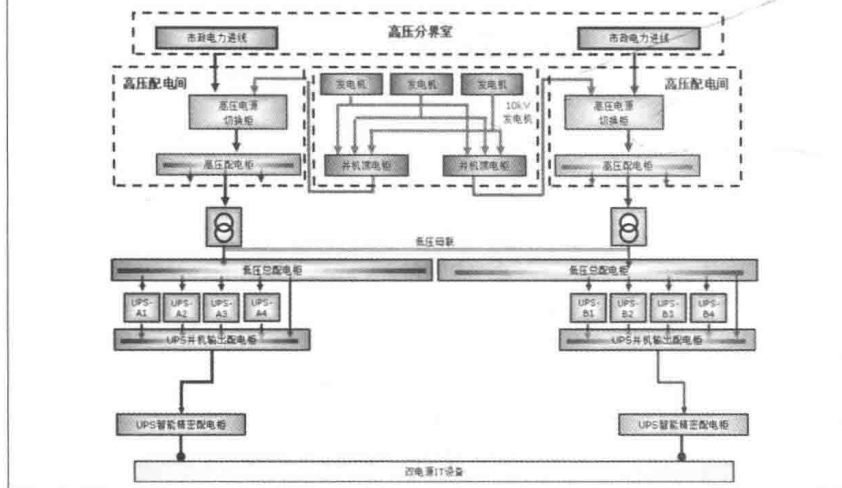 高压分界室
市政电力进线
市政电力进线
高压配电间
发电机
发电机
发电机
高压配电间
10kV
发电机
高压电源
切换柜
高压电源
切换柜
高压配电柜
并机馈电柜
并机馈电柜
高压配电柜
低压母联
低压总配电柜
低压总配电柜
UPS-
A1
UPS-
A2
UPS-
A3
UPS-
A4
UPS-
B1
UPS-
B2
UPS-
B3
UPS-
B4
UPS并机输出配电柜
UPS并机输出配电柜
UPS智能精密配电柜
UPS智能精密配电柜
双电源IT设备